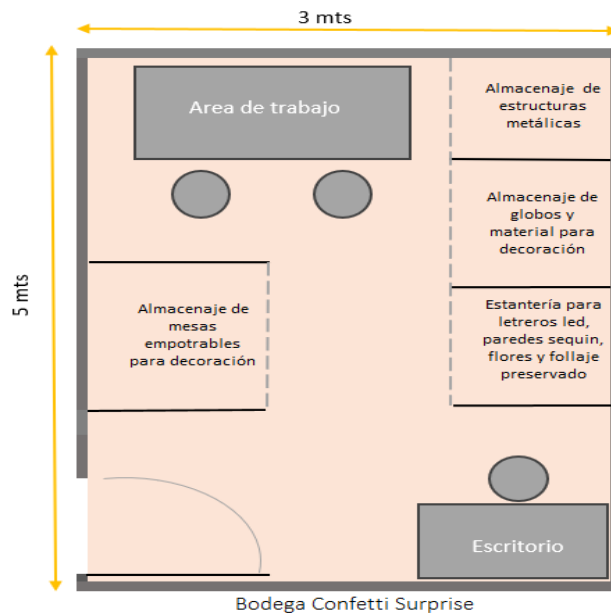 3 mts
Area de trabajo
Almacenaje de
estructuras
metálicas
Almacenaje de
globos y
material para
decoración
5 mts
Almacenaje de
mesas
empotrables
para decoración
Estantería para
letreros led,
paredes sequin,
flores y follaje
preservado
Escritorio
Bodega Confetti Surprise